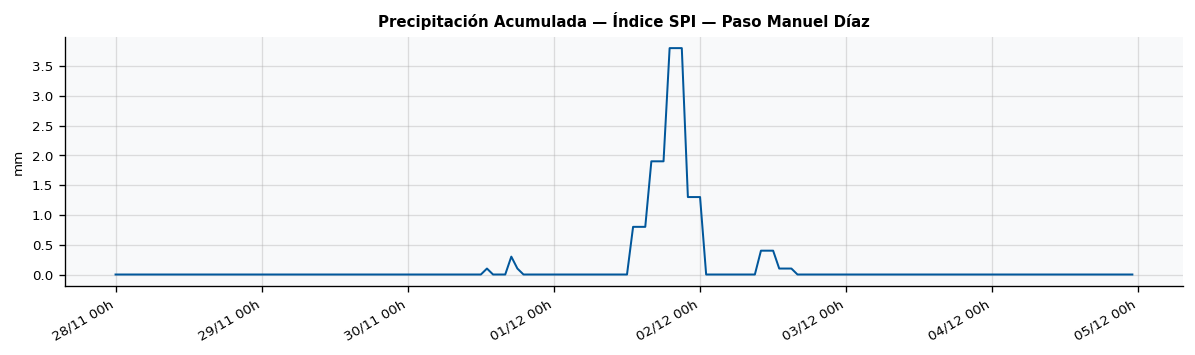 Precipitación Acumulada — Índice SPI — Paso Manuel Díaz
mm
3.5
3.0
2.5
2.0
1.5
1.0
0.5
0.0
28/11 00h
29/11 00h
30/11 00h
01/12 00h
02/12 00h
03/12 00h
04/12 00h
05/12 00h